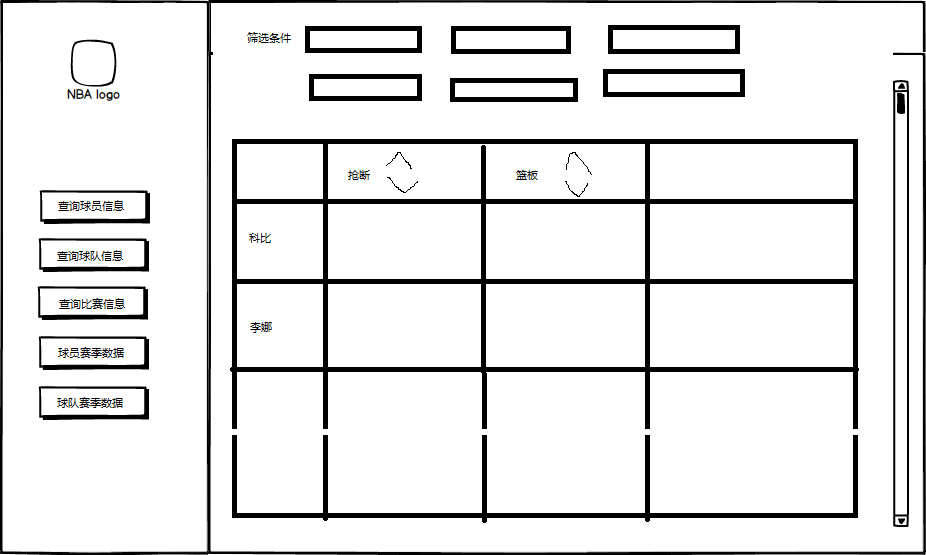 筛选条件
NBA logo
抢断
篮板
查询球员信息
科比
查询球队信息
查询比赛信息
李娜
球员赛季数据
球队赛季数据